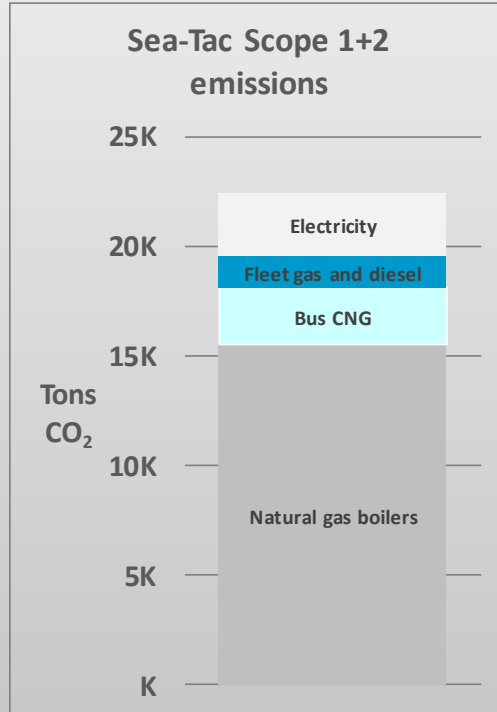 Sea-Tac Scope 1+2
emissions
25K
Electricity
20K
Fleet gas and diesel
Bus CNG
15K
Tons
CO₂
10K
Natural gas boilers
5K
K